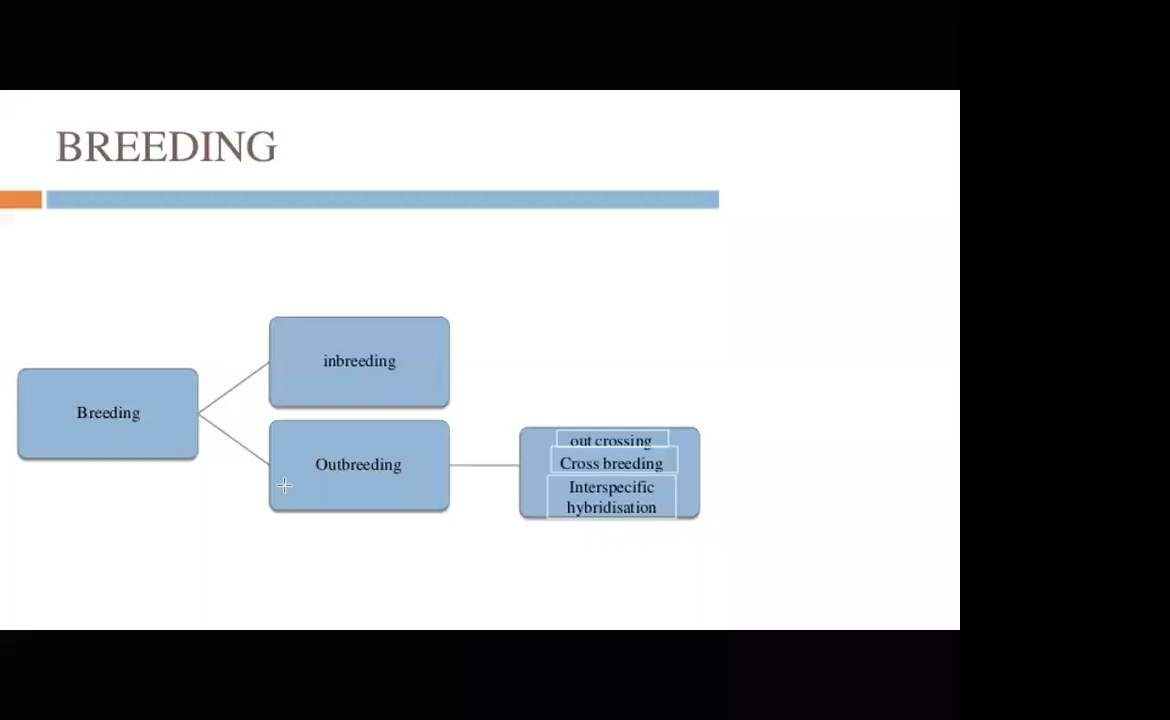 BREEDING
inbreeding
Breeding
Outbreeding
out crossing
Cross breeding
Interspecific
hybridisation